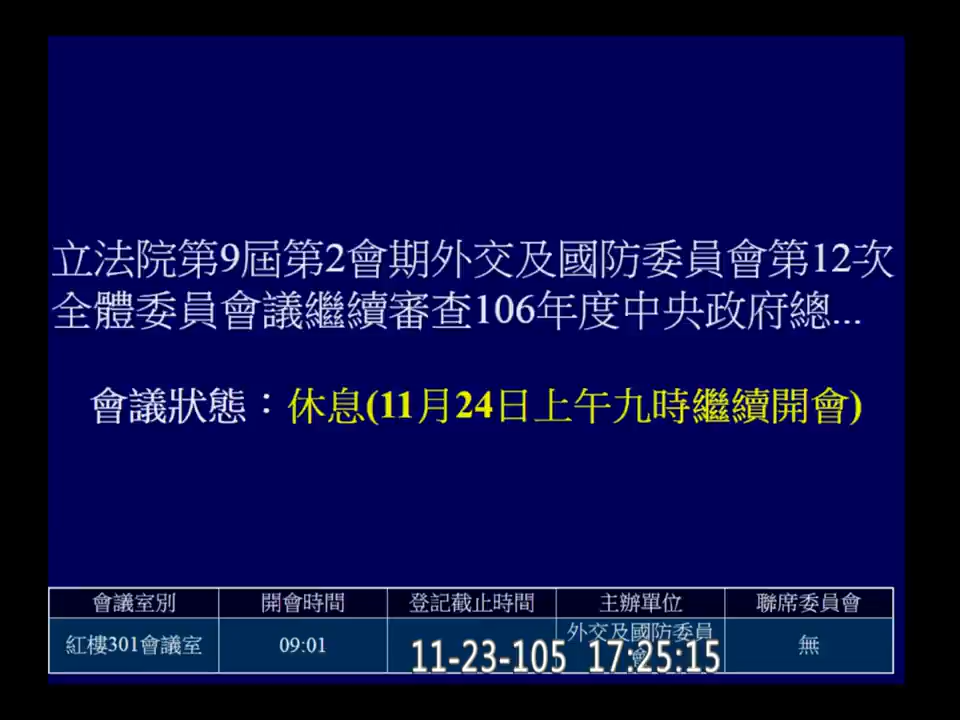 立法院第9屆第2會期外交及國防委員會第12次
全體委員會議繼續審查106年度中央政府總...
會議狀態：休息(11月24日上午九時繼續開會)
會議室別 開會時間 登記截止時間 主辦單位 聯席委員會
紅樓301會議室 09:01 外交及國防委員會 無
11-23-105 17:25:15